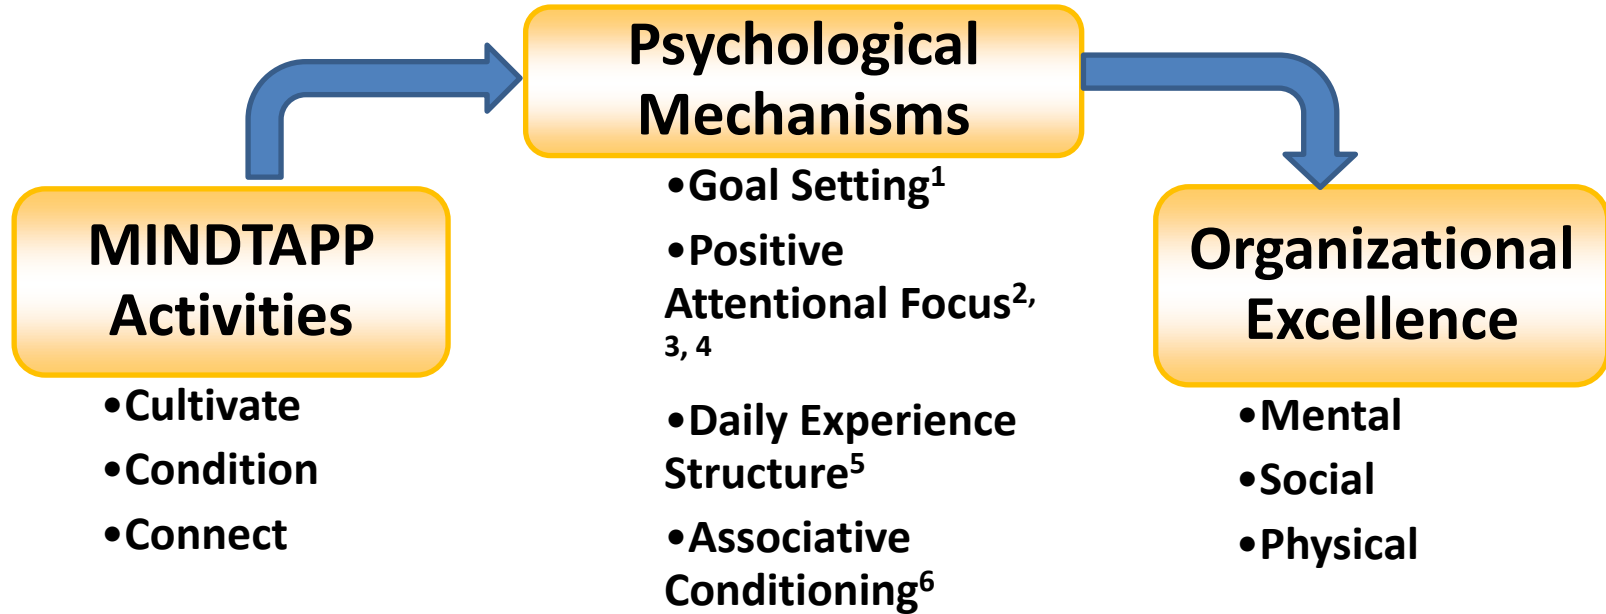 MINDTAPP
Activities
•Cultivate
•Condition
•Connect
Psychological
Mechanisms
•Goal Setting¹
•Positive
Attentional Focus²,
³, ⁴
•Daily Experience
Structure⁵
•Associative
Conditioning⁶
Organizational
Excellence
•Mental
•Social
•Physical